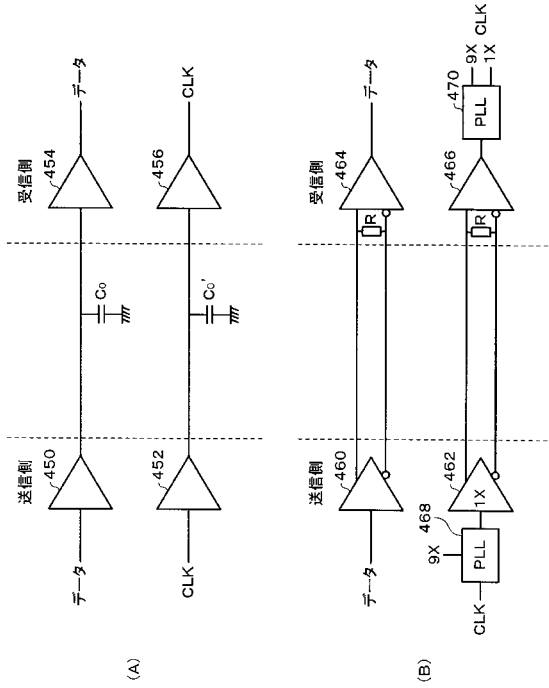 (A)
送信側
受信側
データ
450
C₀
454
データ
CLK
452
C₀'
456
CLK
(B)
送信側
受信側
データ
460
R
464
データ
CLK
9X
468
PLL
462
1X
R
466
470
PLL
9X
1X
CLK